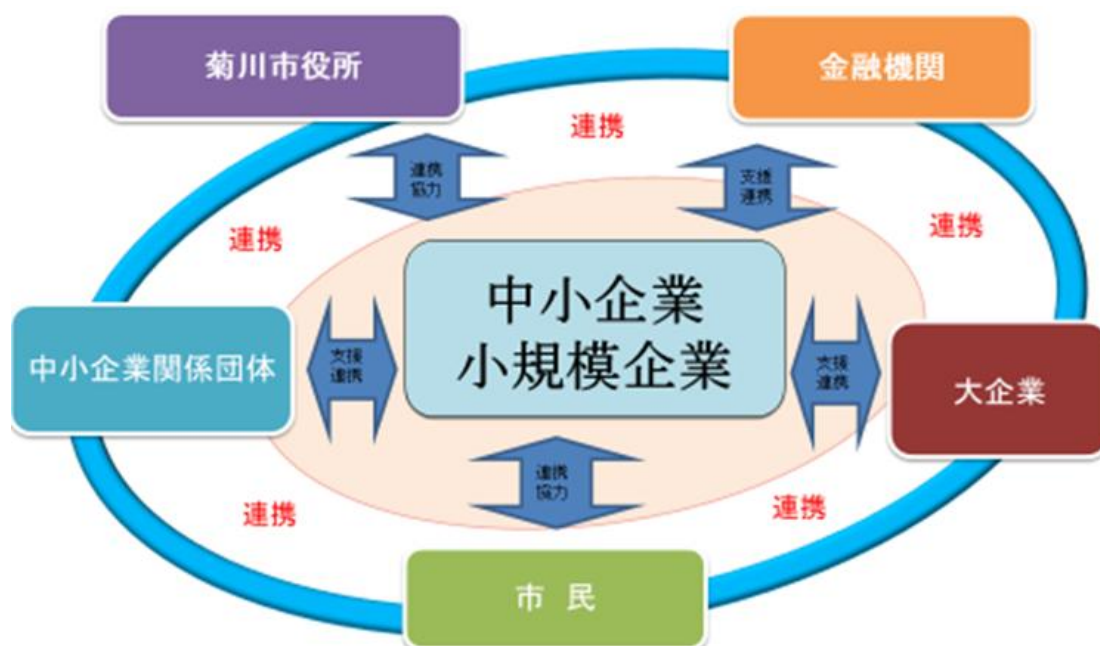 菊川市役所
金融機関
連携
連携
協力
支援
連携
連携
連携
中小企業
小規模企業
中小企業関係団体
支援
連携
支援
連携
大企業
連携
協力
連携
連携
市 民